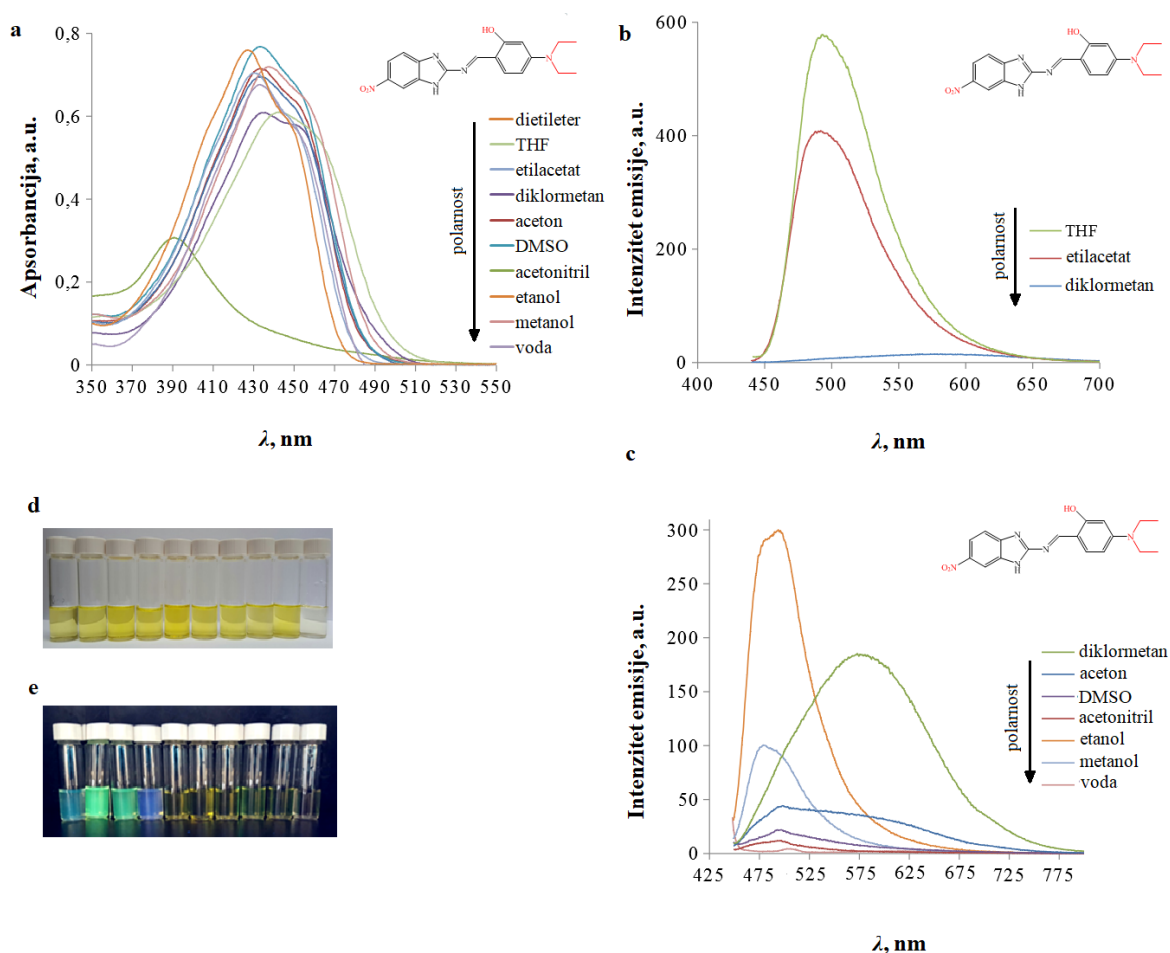 a
Apsorbancija, a.u.
0,8
0,6
0,4
0,2
0
350 390 410 430 450 470 490 510 530 550
λ, nm
HO
N
N
N
N
H
O₂N
polarnost
dietileter
THF
etilacetat
diklormetan
aceton
DMSO
acetonitril
etanol
metanol
voda
b
Intenzitet emisije, a.u.
600
400
200
0
400 450 500 550 600 650 700
λ, nm
HO
N
N
N
N
H
O₂N
polarnost
THF
etilacetat
diklormetan
c
Intenzitet emisije, a.u.
300
250
200
150
100
50
0
425 475 525 575 625 675 725 775
λ, nm
HO
N
N
N
N
H
O₂N
polarnost
diklormetan
aceton
DMSO
acetonitril
etanol
metanol
voda
d
e